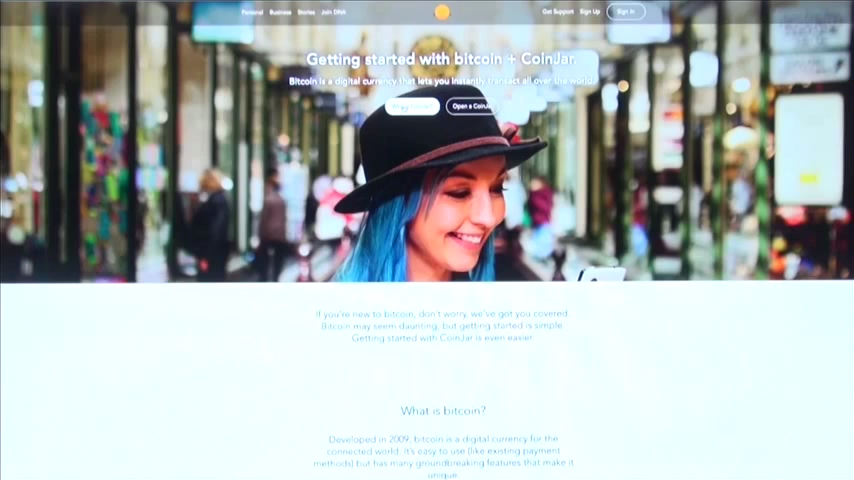 Personal Business Stories Join DNA
Get Support Sign Up Sign In
Getting started with bitcoin + CoinJar.
Bitcoin is a digital currency that lets you instantly transact all over the world.
Open a CoinJar
If you're new to bitcoin, don't worry, we've got you covered.
Bitcoin may seem daunting, but getting started is simple.
Getting started with CoinJar is even easier.
What is bitcoin?
Developed in 2009, bitcoin is a digital currency for the
connected world. It's easy to use (like existing payment
methods) but has many groundbreaking features that make it
unique.